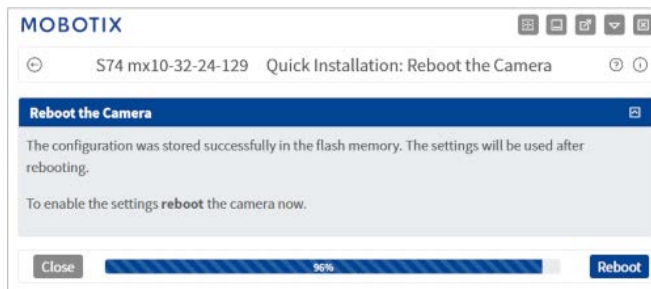 MOBOTIX
S74 mx10-32-24-129 Quick Installation: Reboot the Camera
Reboot the Camera
The configuration was stored successfully in the flash memory. The settings will be used after
rebooting.
To enable the settings reboot the camera now.
Close 96% Reboot